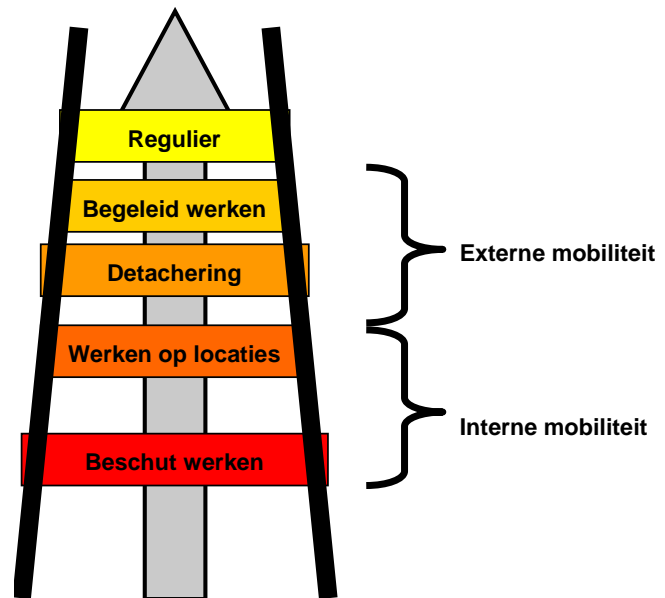 Regulier
Begeleid werken
Externe mobiliteit
Detachering
Werken op locaties
Interne mobiliteit
Beschut werken